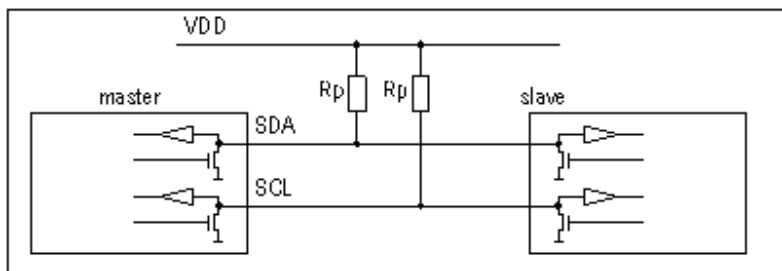 VDD
Rp Rp
master
slave
SDA
SCL